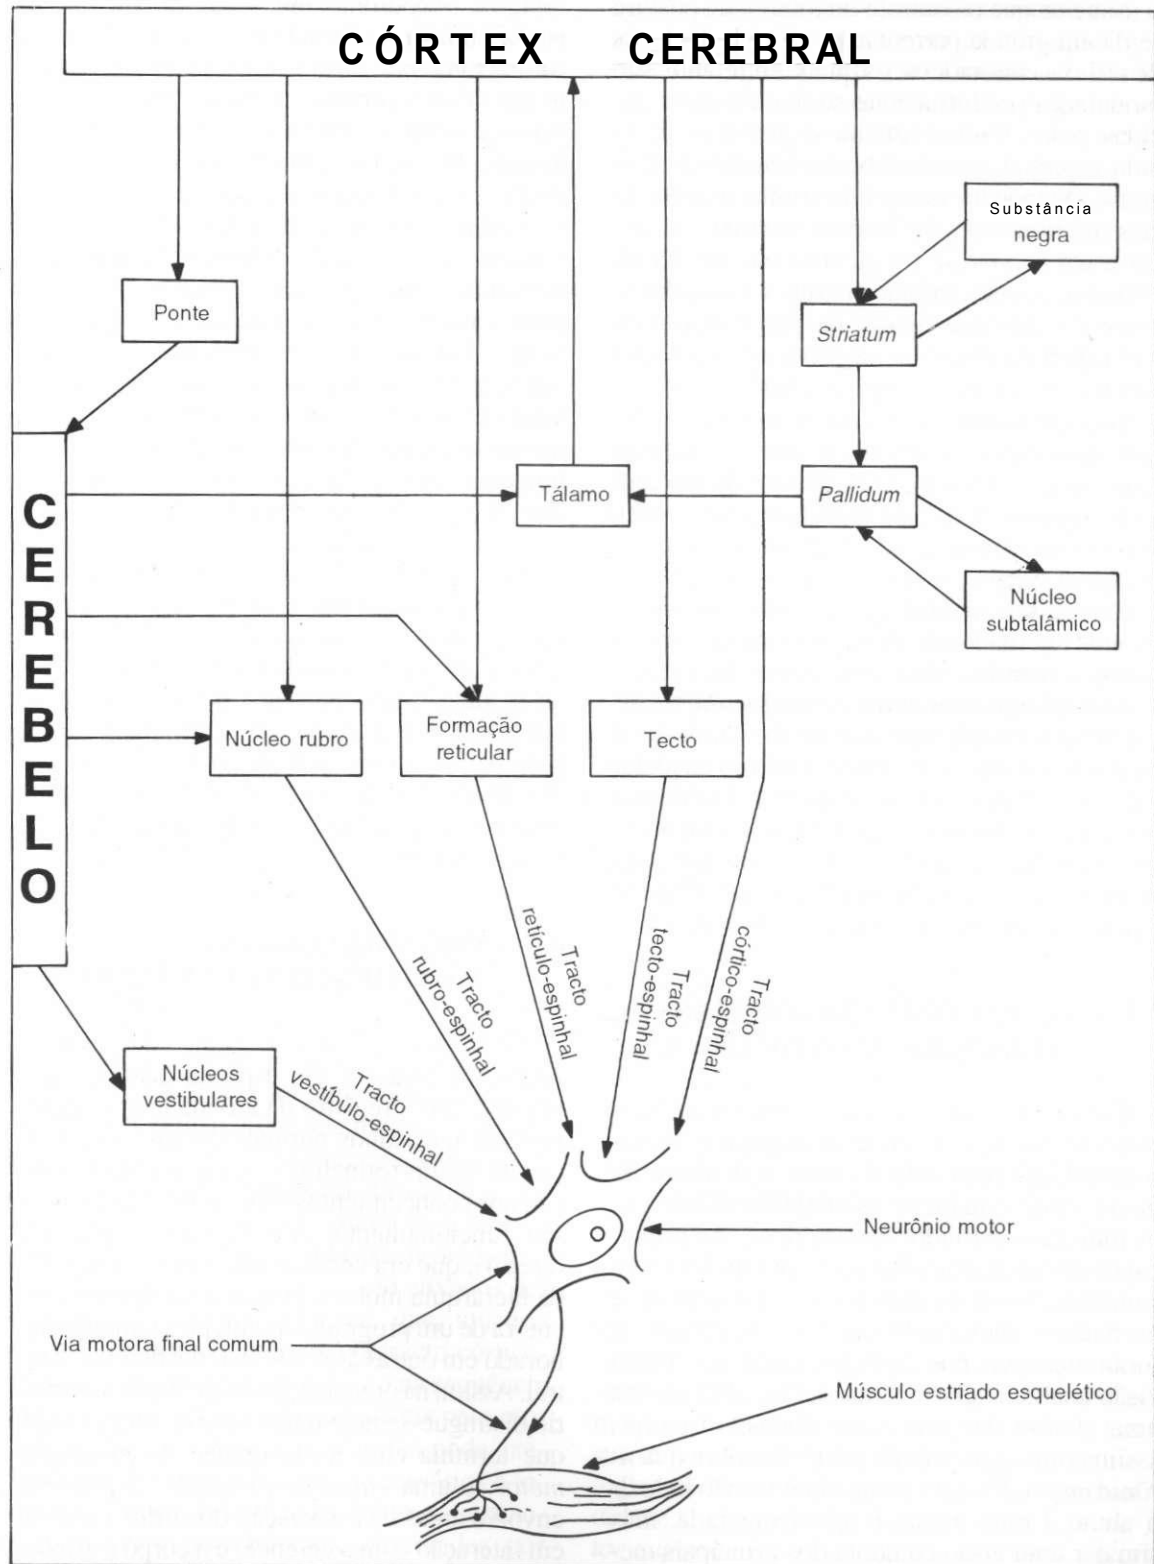 CÓRTEX CEREBRAL
Substância
negra
Ponte
Striatum
CEREBELO
Tálamo
Pallidum
Núcleo
subtalâmico
Núcleo rubro
Formação
reticular
Tecto
Tracto
rubro-espinhal
Tracto
retículo-espinhal
Tracto
tecto-espinhal
Tracto
córtico-espinhal
Núcleos
vestibulares
Tracto
vestíbulo-espinhal
Neurônio motor
Via motora final comum
Músculo estriado esquelético